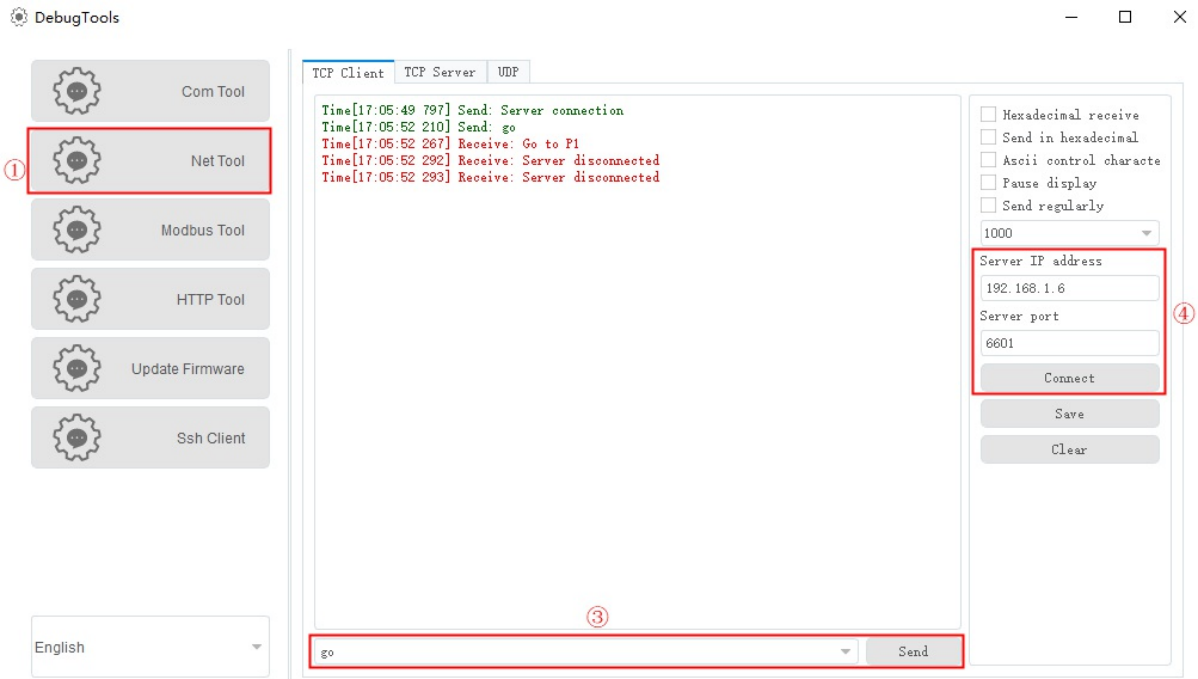 DebugTools
Com Tool
①
Net Tool
Modbus Tool
HTTP Tool
Update Firmware
Ssh Client
English
TCP Client TCP Server UDP
Time[17:05:49 797] Send: Server connection
Time[17:05:52 210] Send: go
Time[17:05:52 267] Receive: Go to P1
Time[17:05:52 292] Receive: Server disconnected
Time[17:05:52 293] Receive: Server disconnected
③
go
Send
Hexadecimal receive
Send in hexadecimal
Ascii control characte
Pause display
Send regularly
1000
Server IP address
192.168.1.6
Server port
6601
④
Connect
Save
Clear